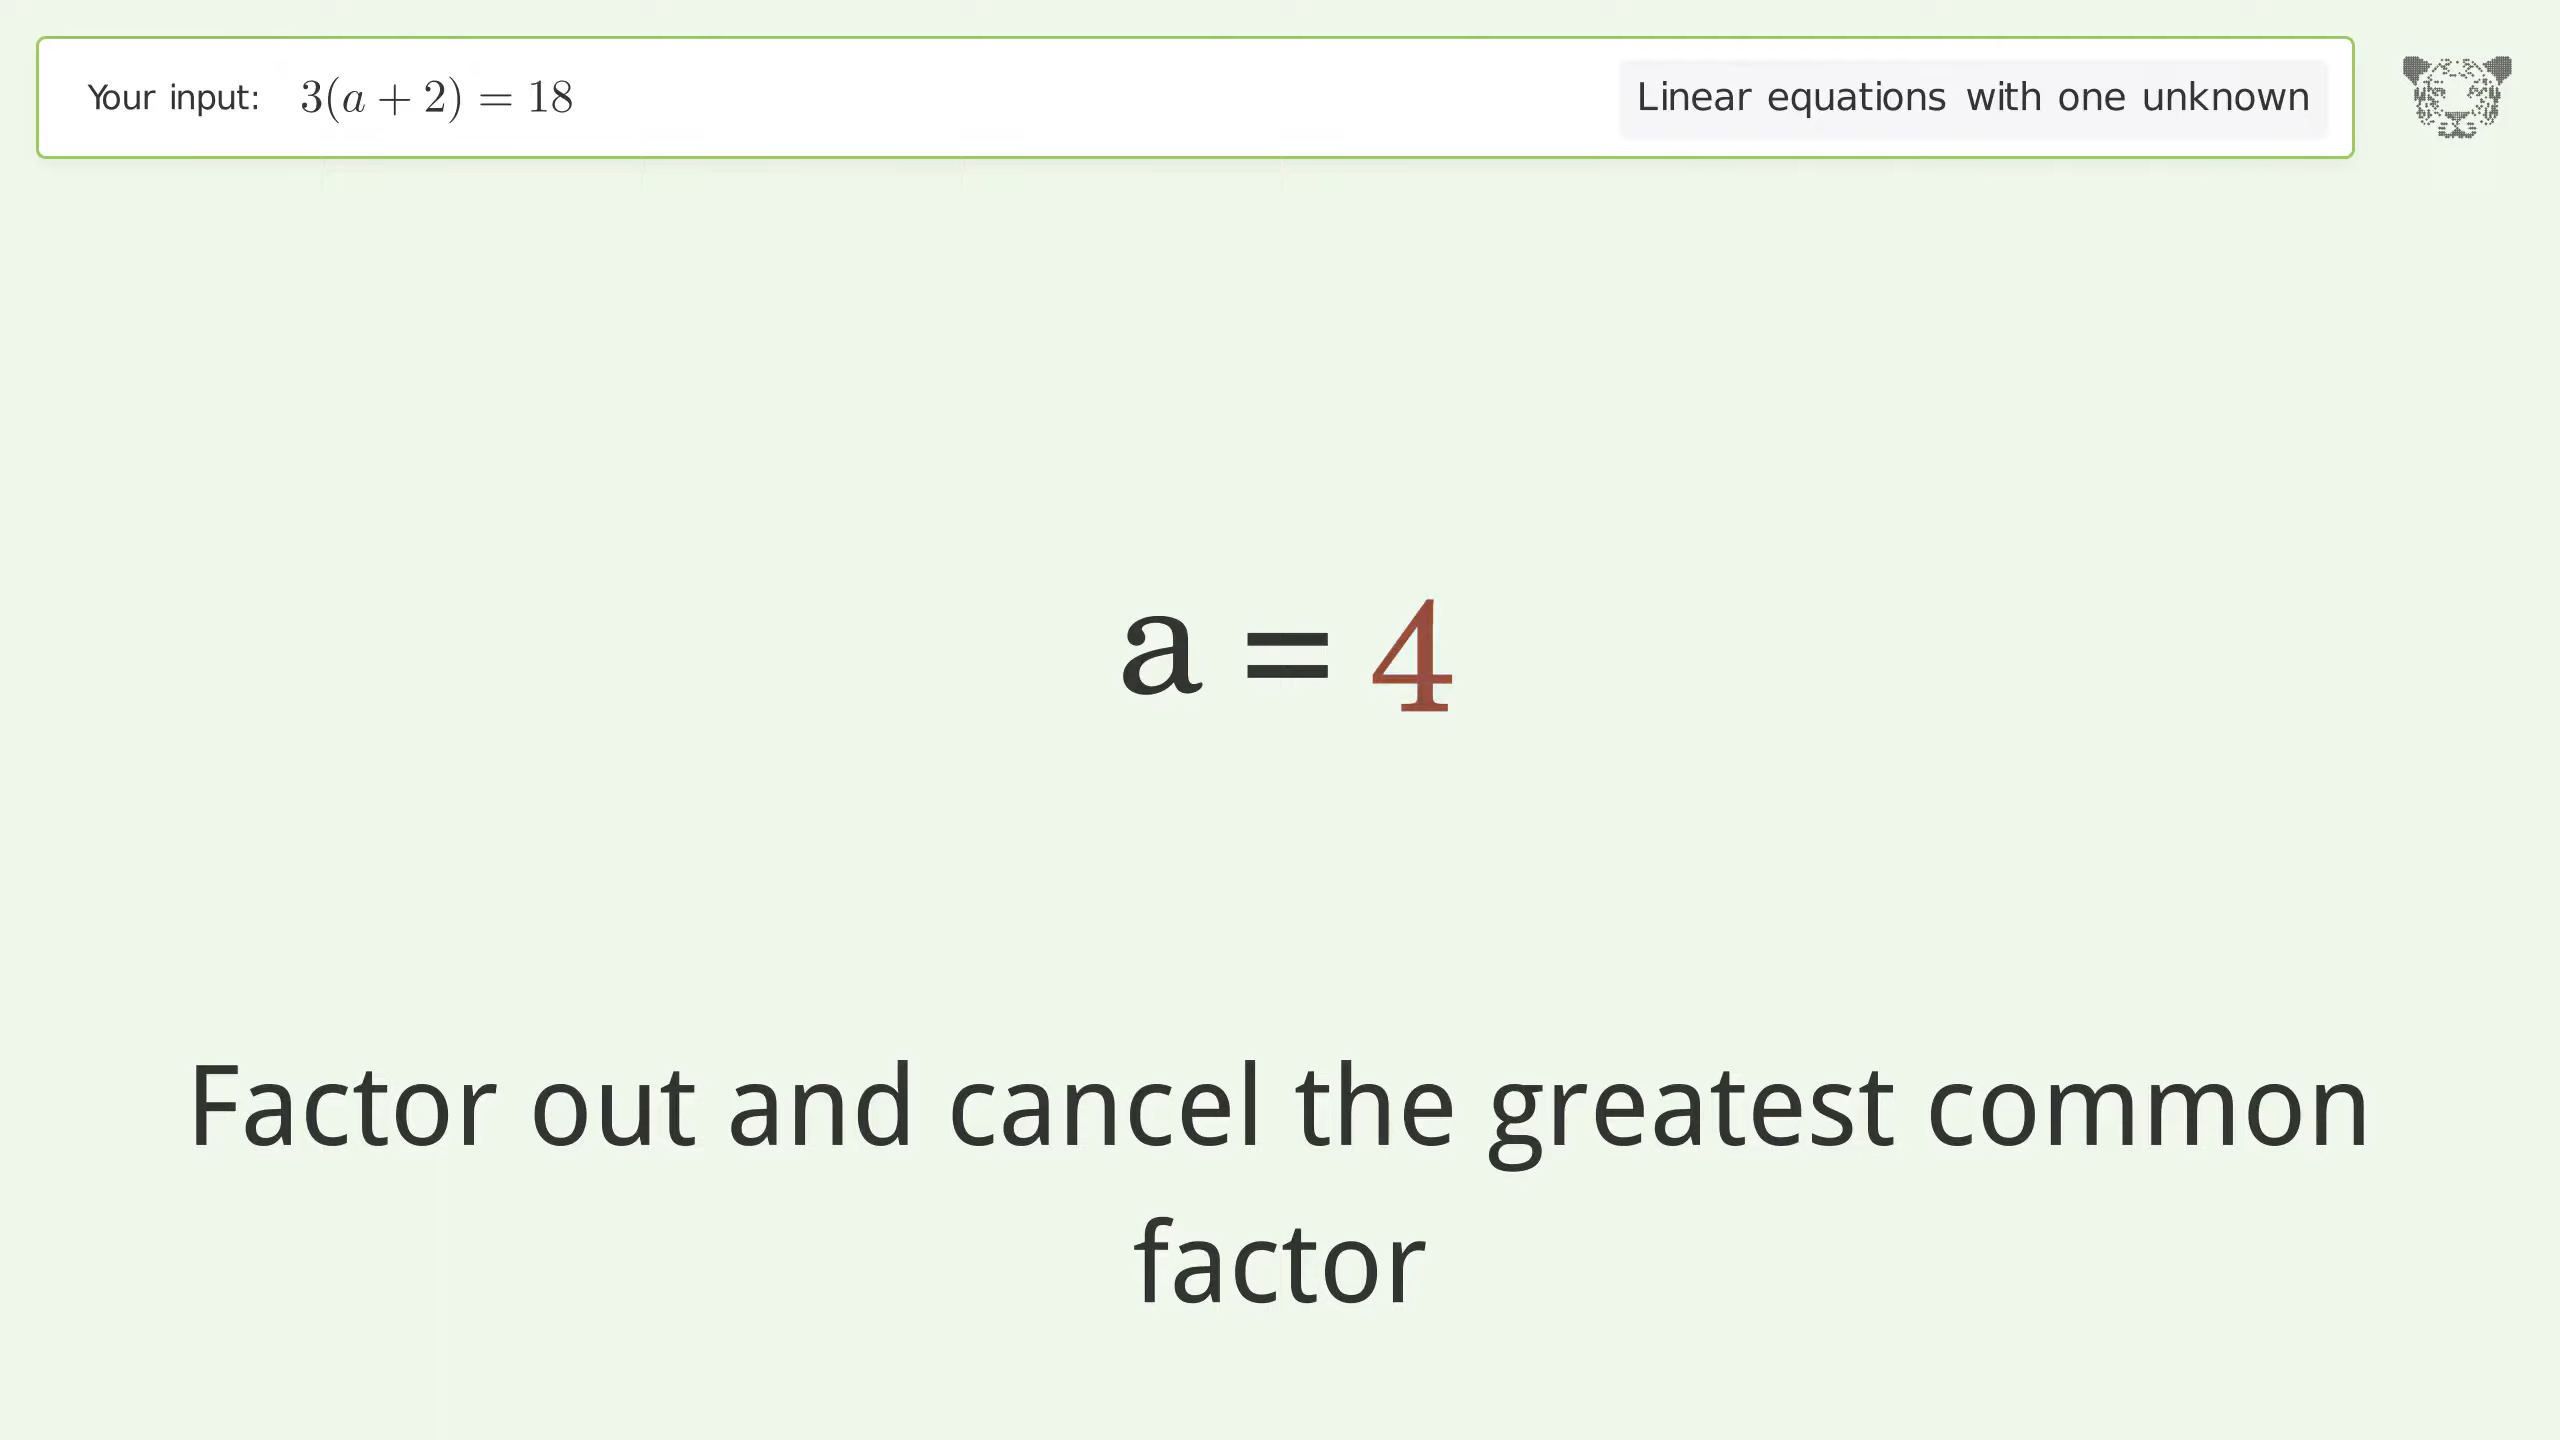 Your input: 3(a + 2) = 18
Linear equations with one unknown
a = 4
Factor out and cancel the greatest common
factor